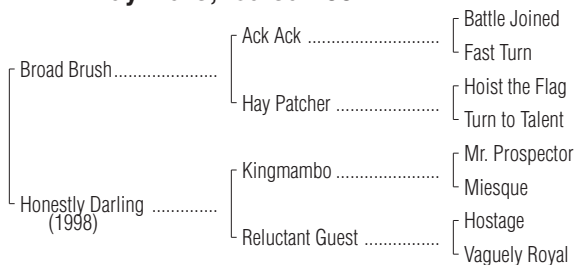 Battle Joined
Ack Ack ..............................
Fast Turn
Broad Brush.......................
Hoist the Flag
Hay Patcher ........................
Turn to Talent
Mr. Prospector
Kingmambo ........................
Miesque
Honestly Darling ..............
(1998)
Hostage
Reluctant Guest .................
Vaguely Royal